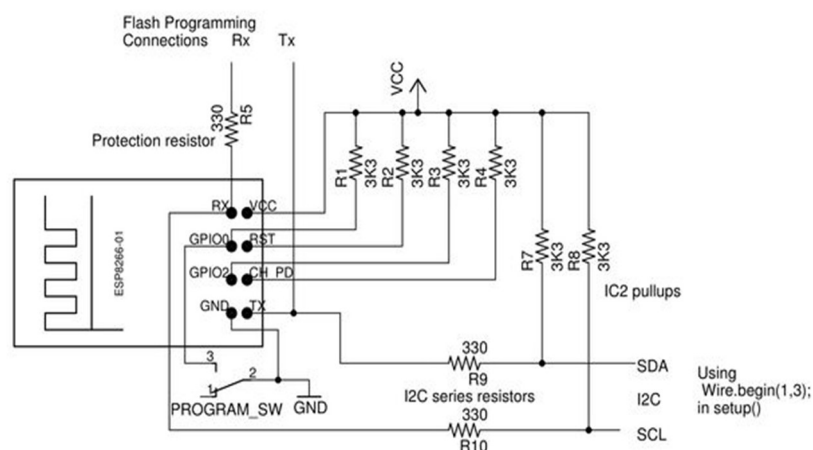 Flash Programming
Connections Rx Tx
VCC
330
R5
Protection resistor
R1
3K3
R2
3K3
R3
3K3
R4
3K3
RX
VCC
GPIO0
RST
GPIO2
CH_PD
GND
TX
ESP8266-01
R7
3K3
R8
3K3
IC2 pullups
3
2
1
PROGRAM_SW
GND
330
R9
I2C series resistors
330
R10
SDA
I2C
SCL
Using
Wire.begin(1,3);
in setup()